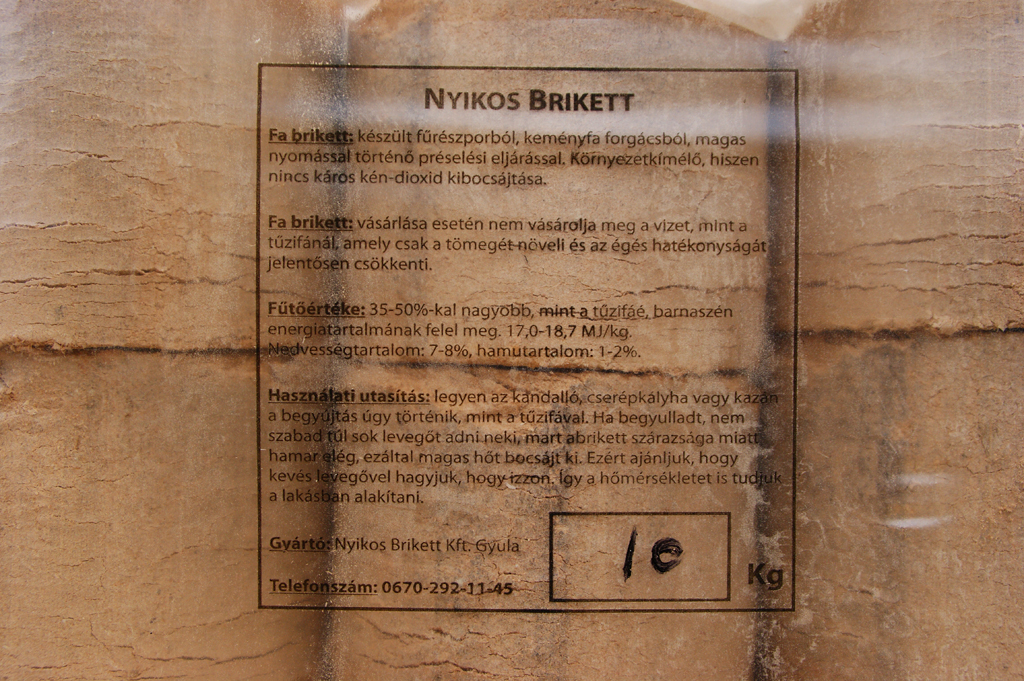 NYIKOS BRIKETT
Fa brikett: készült fűrészporból, keményfa forgácsból, magas
nyomással történő préselési eljárással. Környezetkímélő, hiszen
nincs káros kén-dioxid kibocsájtása.
Fa brikett: vásárlása esetén nem vásárolja meg a vizet, mint a
tűzifánál, amely csak a tömegét növeli és az égés hatékonyságát
jelentősen csökkenti.
Fűtőértéke: 35-50%-kal nagyobb, mint a tűzifáé, barnaszén
energiatartalmának felel meg. 17,0-18,7 MJ/kg.
Nedvességtartalom: 7-8%, hamutartalom: 1-2%.
Használati utasítás: legyen az kandalló, cserépkályha vagy kazán
a begyújtás úgy történik, mint a tűzifával. Ha begyulladt, nem
szabad túl sok levegőt adni neki, mart abrikett szárazsága miatt
hamar elég, ezáltal magas hőt bocsájt ki. Ezért ajánljuk, hogy
kevés levegővel hagyjuk, hogy izzon. Így a hőmérsékletet is tudjuk
a lakásban alakítani.
Gyártó: Nyikos Brikett Kft. Gyula
Telefonszám: 0670-292-11-45
10
Kg